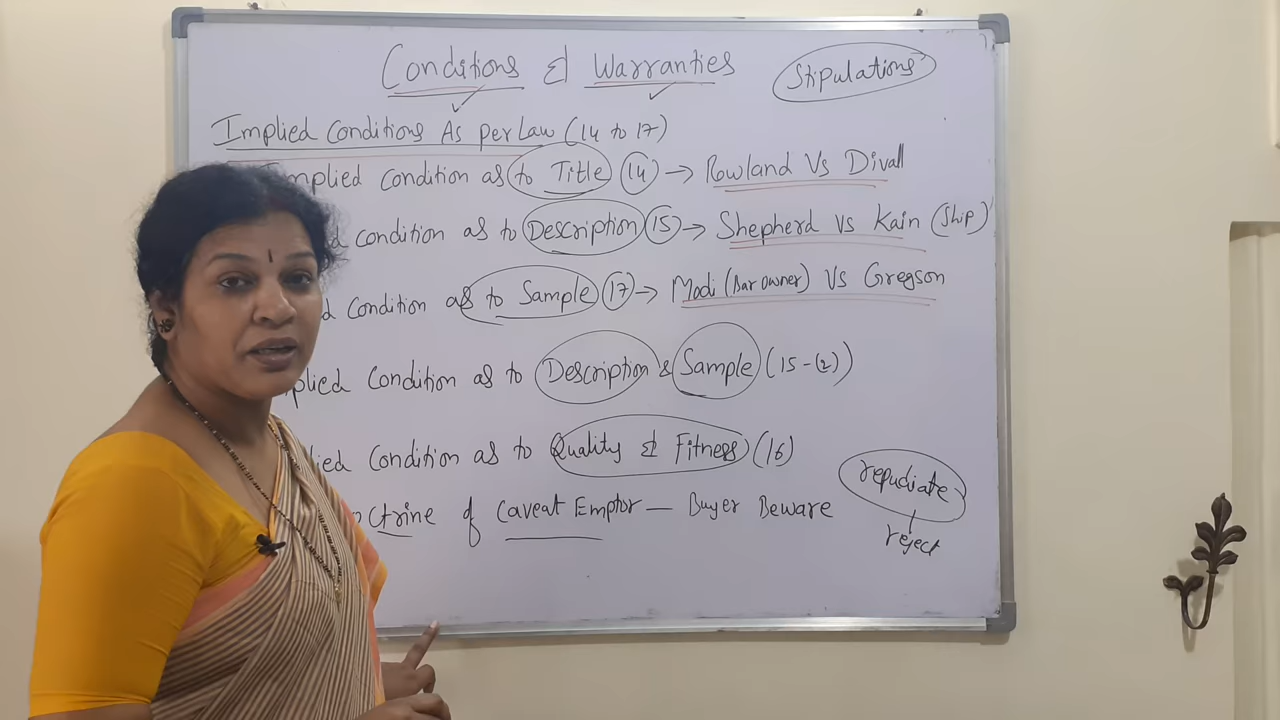 Conditions & Warranties
Stipulations
Implied Conditions As per Law (14 to 17)
Implied Condition as to Title (14) → Rowland Vs Divall
condition as to Description (15) → Shepherd Vs Kain (Ship)
Condition as to Sample (17) → Modi (Bar owner) Vs Gregson
plied Condition as to Description & Sample (15-(2))
lied Condition as to Quality & Fitness (16)
repudiate
reject
octrine of Caveat Emptor — Buyer Beware